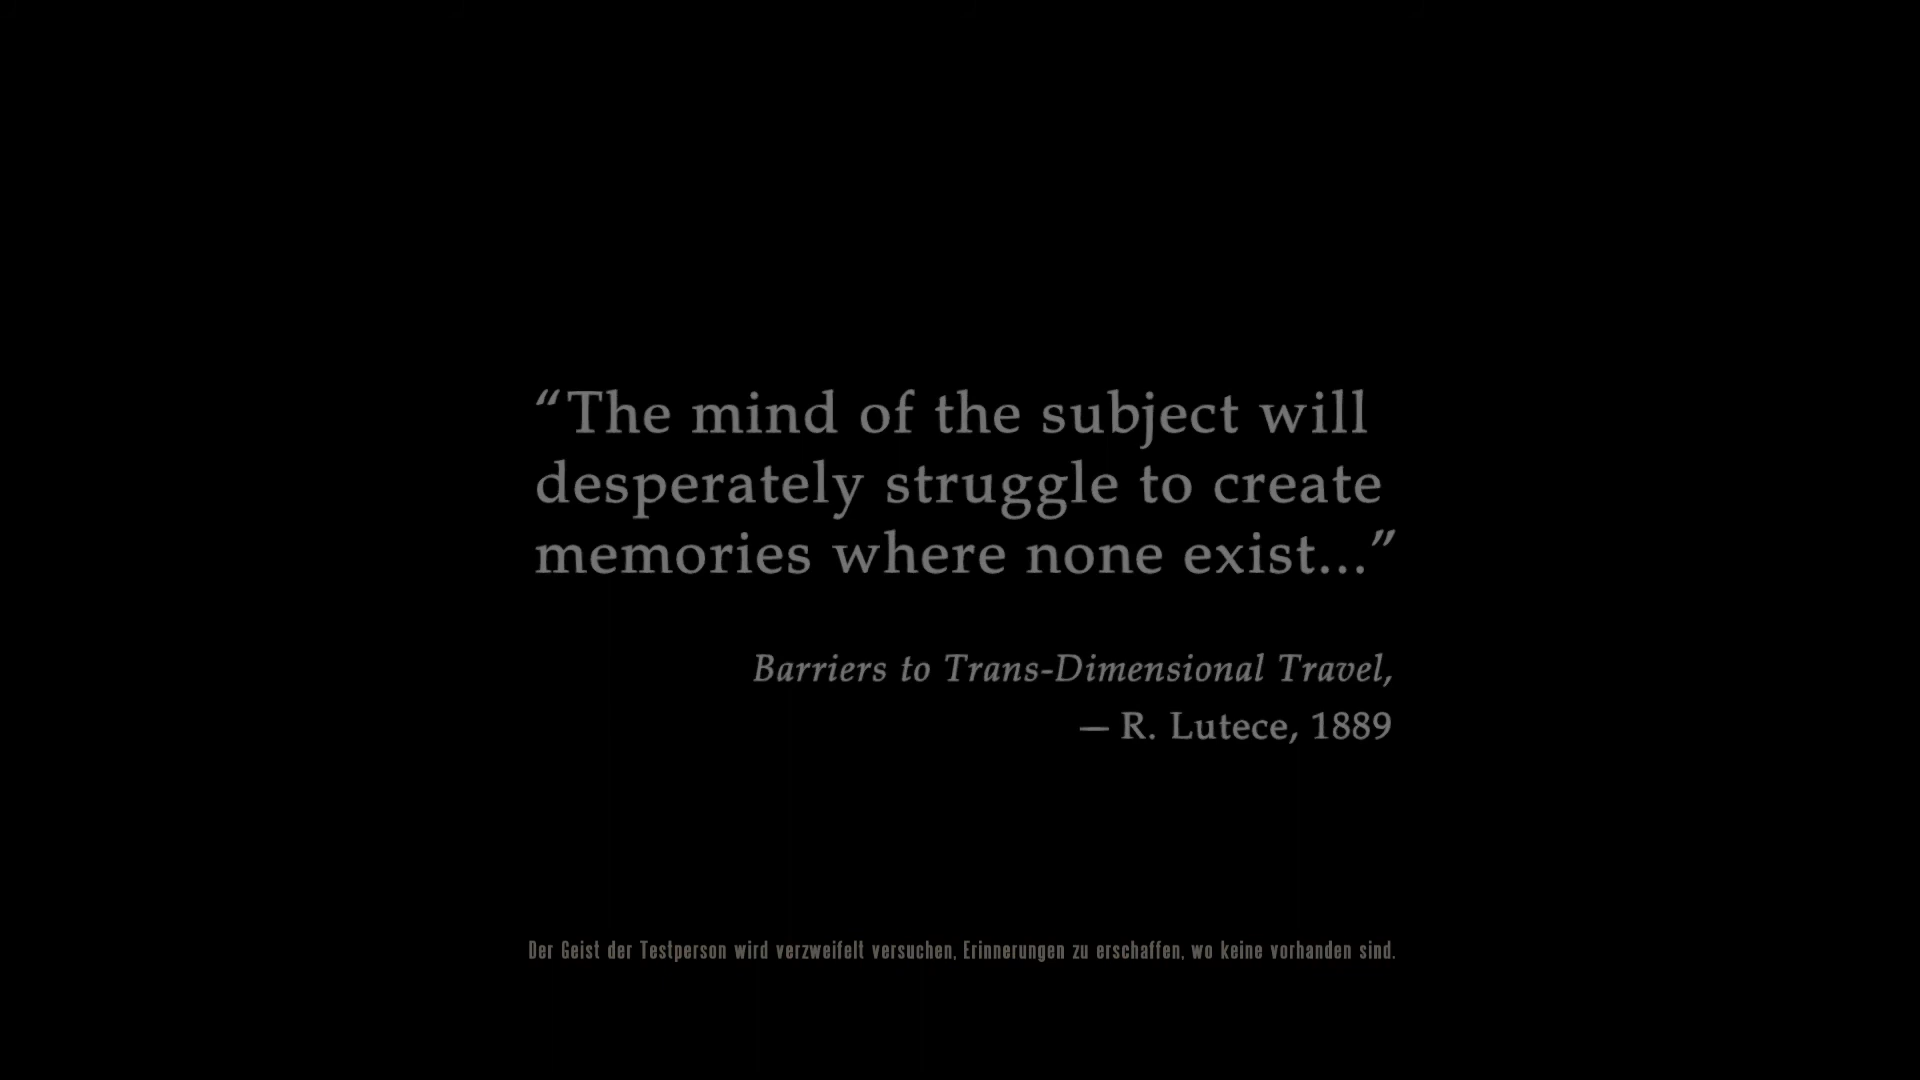 “The mind of the subject will
desperately struggle to create
memories where none exist...”
Barriers to Trans-Dimensional Travel,
— R. Lutece, 1889
Der Geist der Testperson wird verzweifelt versuchen, Erinnerungen zu erschaffen, wo keine vorhanden sind.